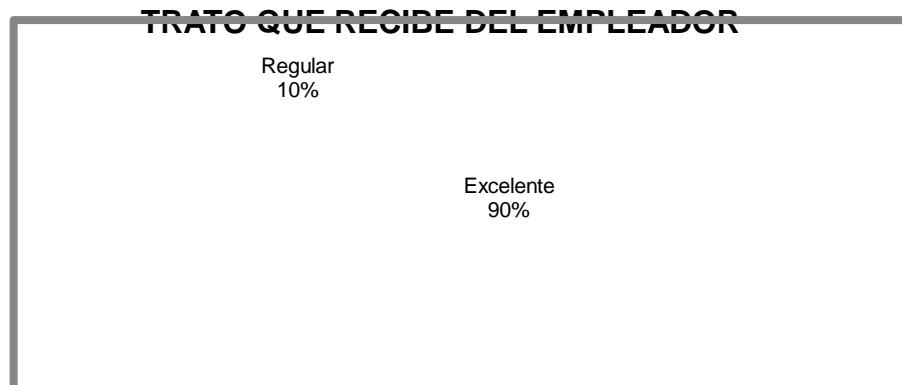 TRATO QUE RECIBE DEL EMPLEADOR
Regular
10%
Excelente
90%